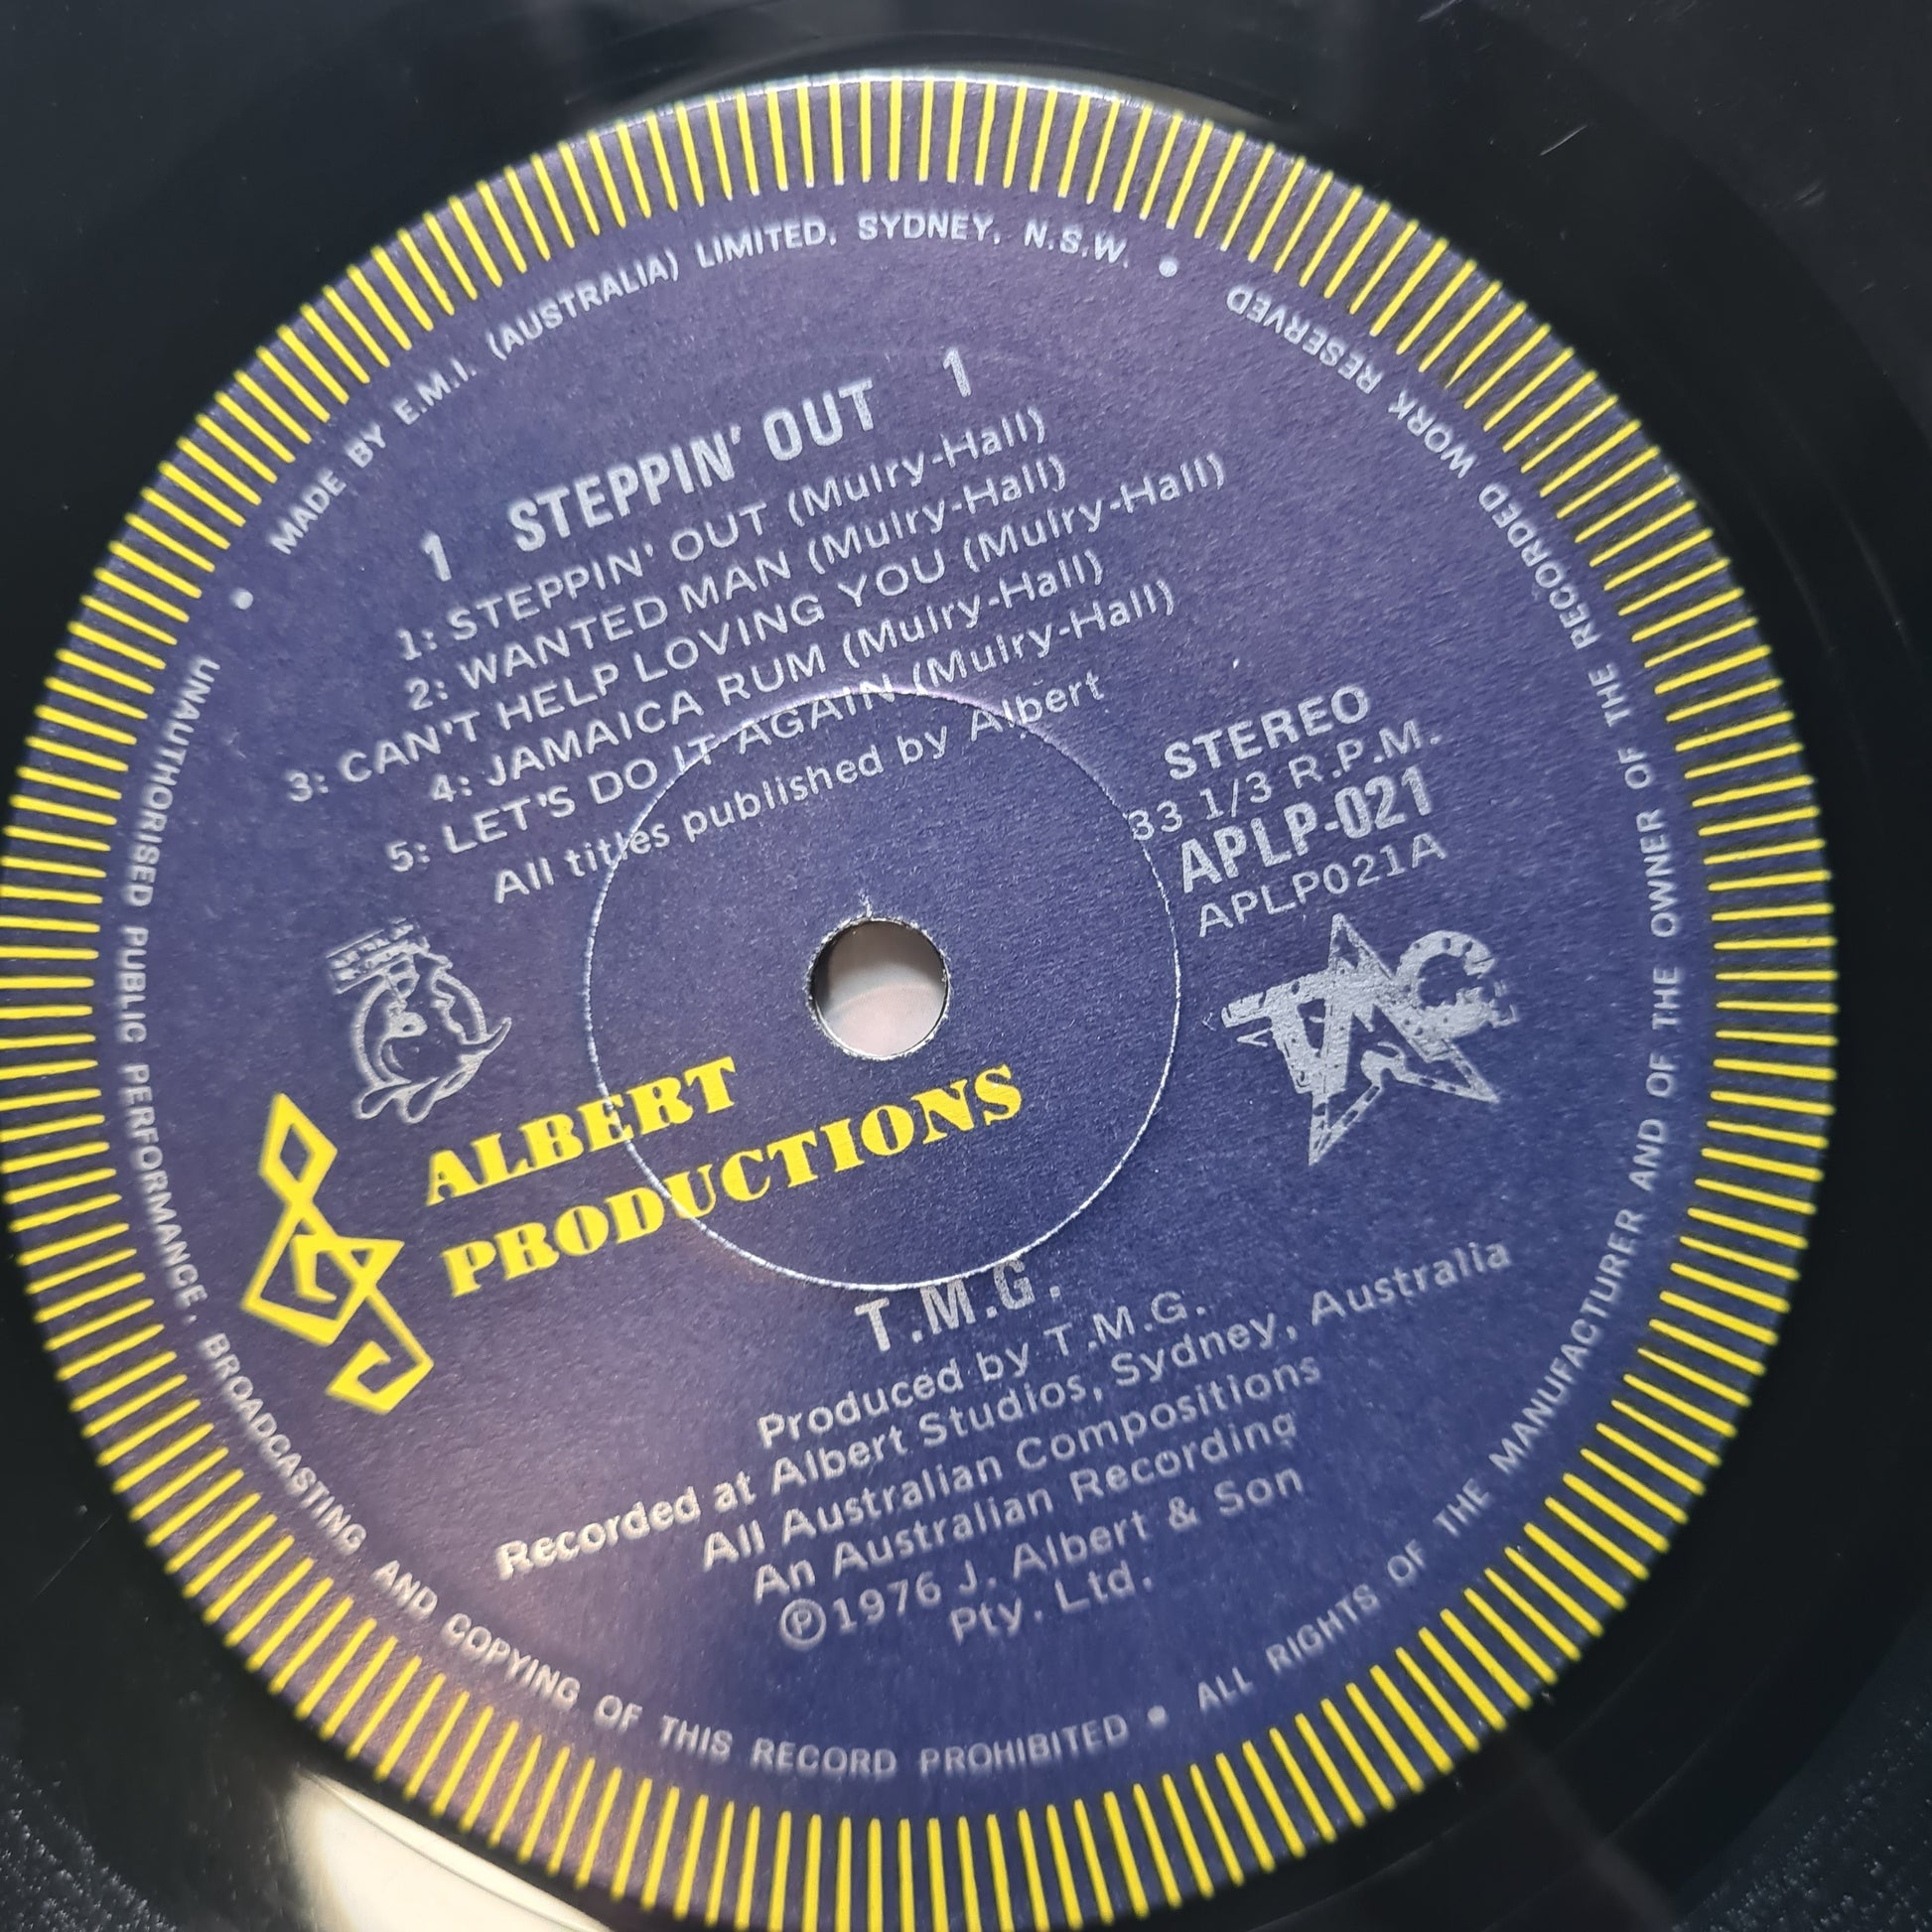 MADE BY E.M.I. (AUSTRALIA) LIMITED, SYDNEY, N.S.W. •
1 STEPPIN' OUT 1
1: STEPPIN' OUT (Mulry-Hall)
2: WANTED MAN (Mulry-Hall)
3: CAN'T HELP LOVING YOU (Mulry-Hall)
4: JAMAICA RUM (Mulry-Hall)
5: LET'S DO IT AGAIN (Mulry-Hall)
All titles published by Albert
STEREO
33 1/3 R.P.M.
APLP-021
APLP021A
ALBERT
PRODUCTIONS
T.M.G.
Produced by T.M.G.
Recorded at Albert Studios, Sydney, Australia
All Australian Compositions
An Australian Recording
Ⓟ1976 J. Albert & Son
Pty. Ltd.
ALL RIGHTS OF THE MANUFACTURER AND OF THE OWNER OF THE RECORDED WORK RESERVED
• UNAUTHORISED PUBLIC PERFORMANCE, BROADCASTING AND COPYING OF THIS RECORD PROHIBITED •